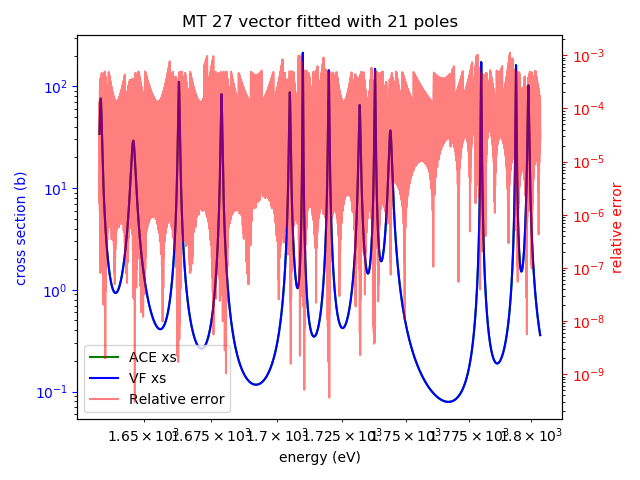 MT 27 vector fitted with 21 poles
10² 10⁻³
10⁻⁴
10¹ 10⁻⁵
10⁻⁶
10⁰ 10⁻⁷
10⁻⁸
10⁻¹ 10⁻⁹
cross section (b)
relative error
ACE xs
VF xs
Relative error
1.65 × 10³ 1.675 × 10³ 1.7 × 10³ 1.725 × 10³ 1.75 × 10³ 1.775 × 10³ 1.8 × 10³
energy (eV)